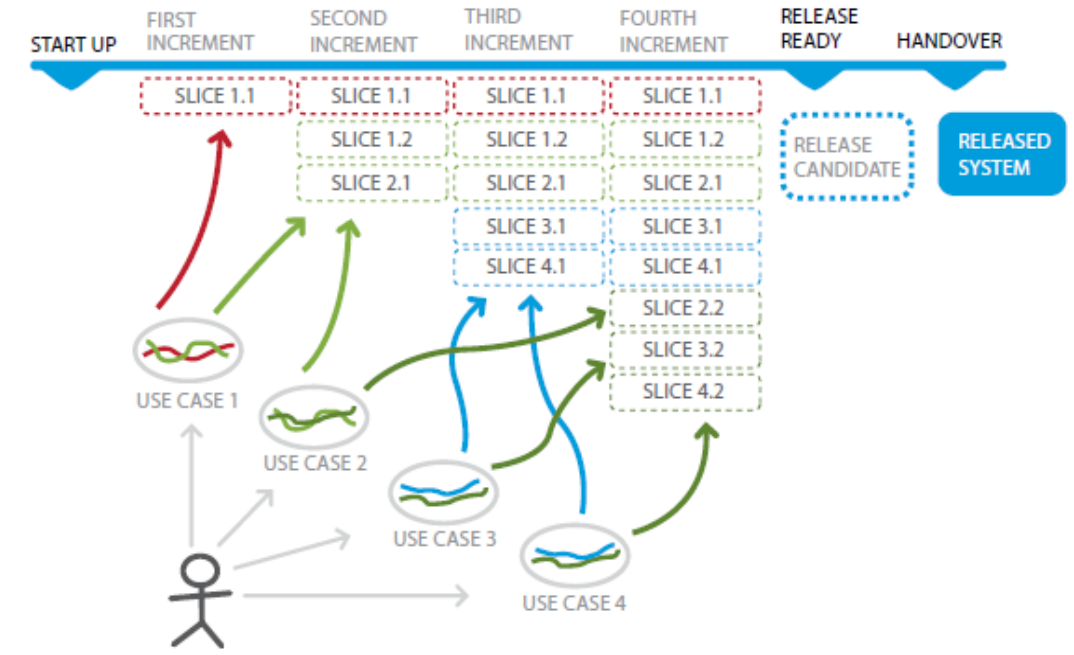 START UP
FIRST
INCREMENT
SECOND
INCREMENT
THIRD
INCREMENT
FOURTH
INCREMENT
RELEASE
READY
HANDOVER
SLICE 1.1
SLICE 1.1
SLICE 1.1
SLICE 1.1
SLICE 1.2
SLICE 1.2
SLICE 1.2
SLICE 2.1
SLICE 2.1
SLICE 2.1
SLICE 3.1
SLICE 3.1
SLICE 4.1
SLICE 4.1
SLICE 2.2
SLICE 3.2
SLICE 4.2
RELEASE
CANDIDATE
RELEASED
SYSTEM
USE CASE 1
USE CASE 2
USE CASE 3
USE CASE 4